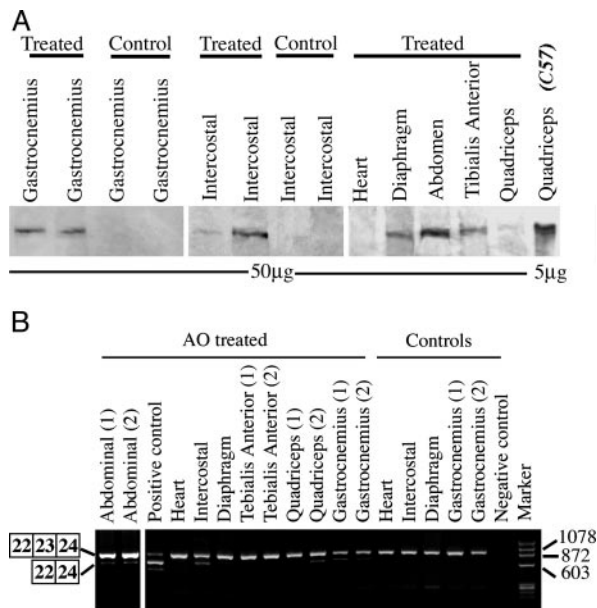 A
Treated Control Treated Control Treated
Gastrocnemius
Gastrocnemius
Gastrocnemius
Gastrocnemius
Intercostal
Intercostal
Intercostal
Intercostal
Heart
Diaphragm
Abdomen
Tibialis Anterior
Quadriceps
Quadriceps (C57)
50µg 5µg
B
AO treated Controls
Abdominal (1)
Abdominal (2)
Positive control
Heart
Intercostal
Diaphragm
Tebialis Anterior (1)
Tebialis Anterior (2)
Quadriceps (1)
Quadriceps (2)
Gastrocnemius (1)
Gastrocnemius (2)
Heart
Intercostal
Diaphragm
Gastrocnemius (1)
Gastrocnemius (2)
Negative control
Marker
22 23 24
22 24
1078
872
603